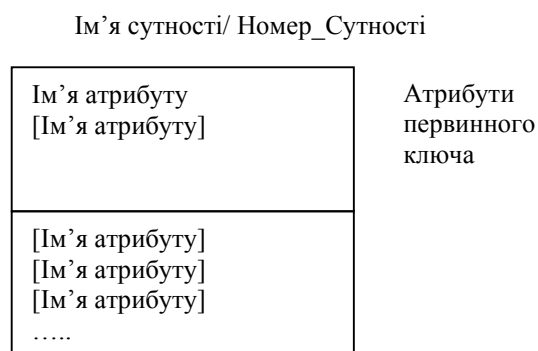 Ім’я сутності/ Номер_Сутності
Ім’я атрибуту
[Ім’я атрибуту]
Атрибути
первинного
ключа
[Ім’я атрибуту]
[Ім’я атрибуту]
[Ім’я атрибуту]
…..